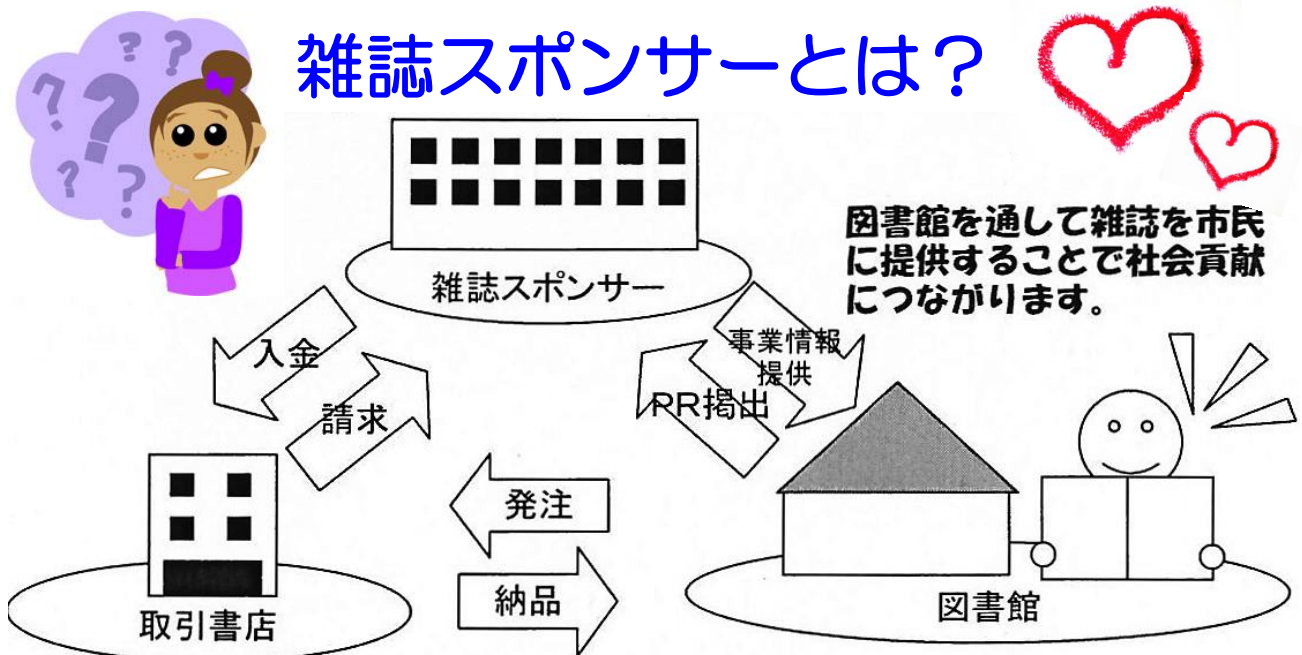 雑誌スポンサーとは？
図書館を通して雑誌を市民
に提供することで社会貢献
につながります。
雑誌スポンサー
入金
請求
事業情報
提供
PR掲出
発注
納品
取引書店
図書館
? ? ? ? ? ?